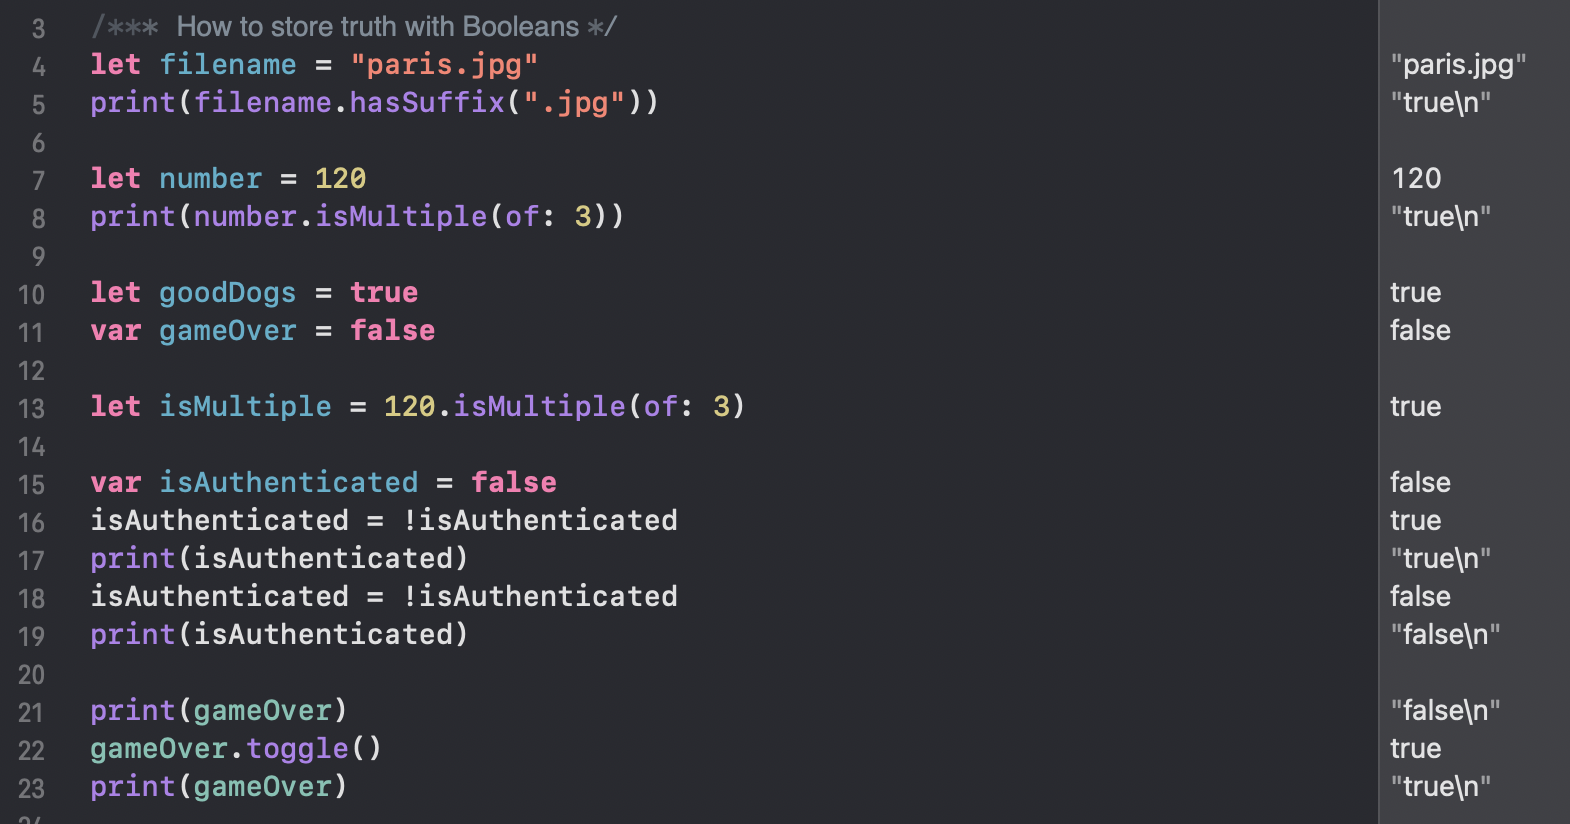 3 /*** How to store truth with Booleans */
4 let filename = "paris.jpg" "paris.jpg"
5 print(filename.hasSuffix(".jpg")) "true\n"
6
7 let number = 120 120
8 print(number.isMultiple(of: 3)) "true\n"
9
10 let goodDogs = true true
11 var gameOver = false false
12
13 let isMultiple = 120.isMultiple(of: 3) true
14
15 var isAuthenticated = false false
16 isAuthenticated = !isAuthenticated true
17 print(isAuthenticated) "true\n"
18 isAuthenticated = !isAuthenticated false
19 print(isAuthenticated) "false\n"
20
21 print(gameOver) "false\n"
22 gameOver.toggle() true
23 print(gameOver) "true\n"